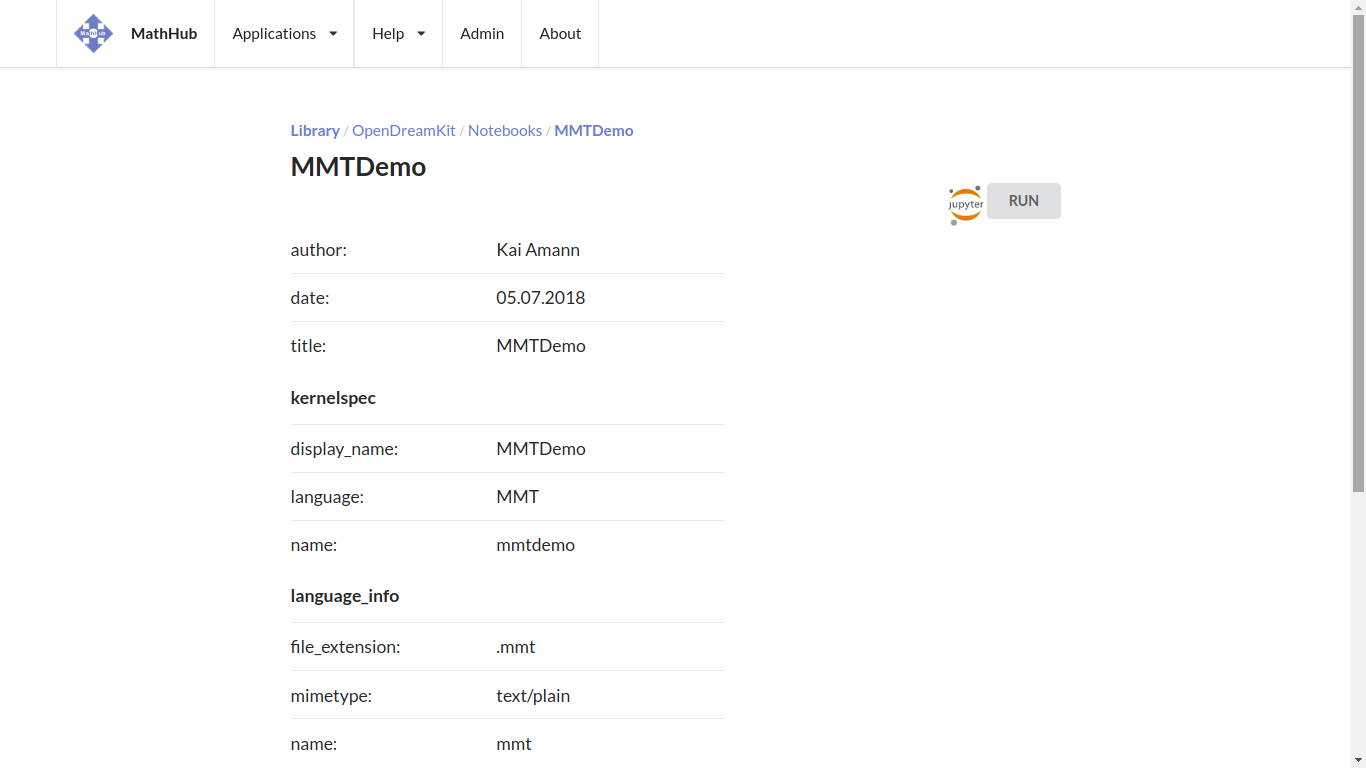 MathHub MathHub Applications Help Admin About
Library / OpenDreamKit / Notebooks / MMTDemo
MMTDemo
jupyter RUN
author: Kai Amann
date: 05.07.2018
title: MMTDemo
kernelspec
display_name: MMTDemo
language: MMT
name: mmtdemo
language_info
file_extension: .mmt
mimetype: text/plain
name: mmt